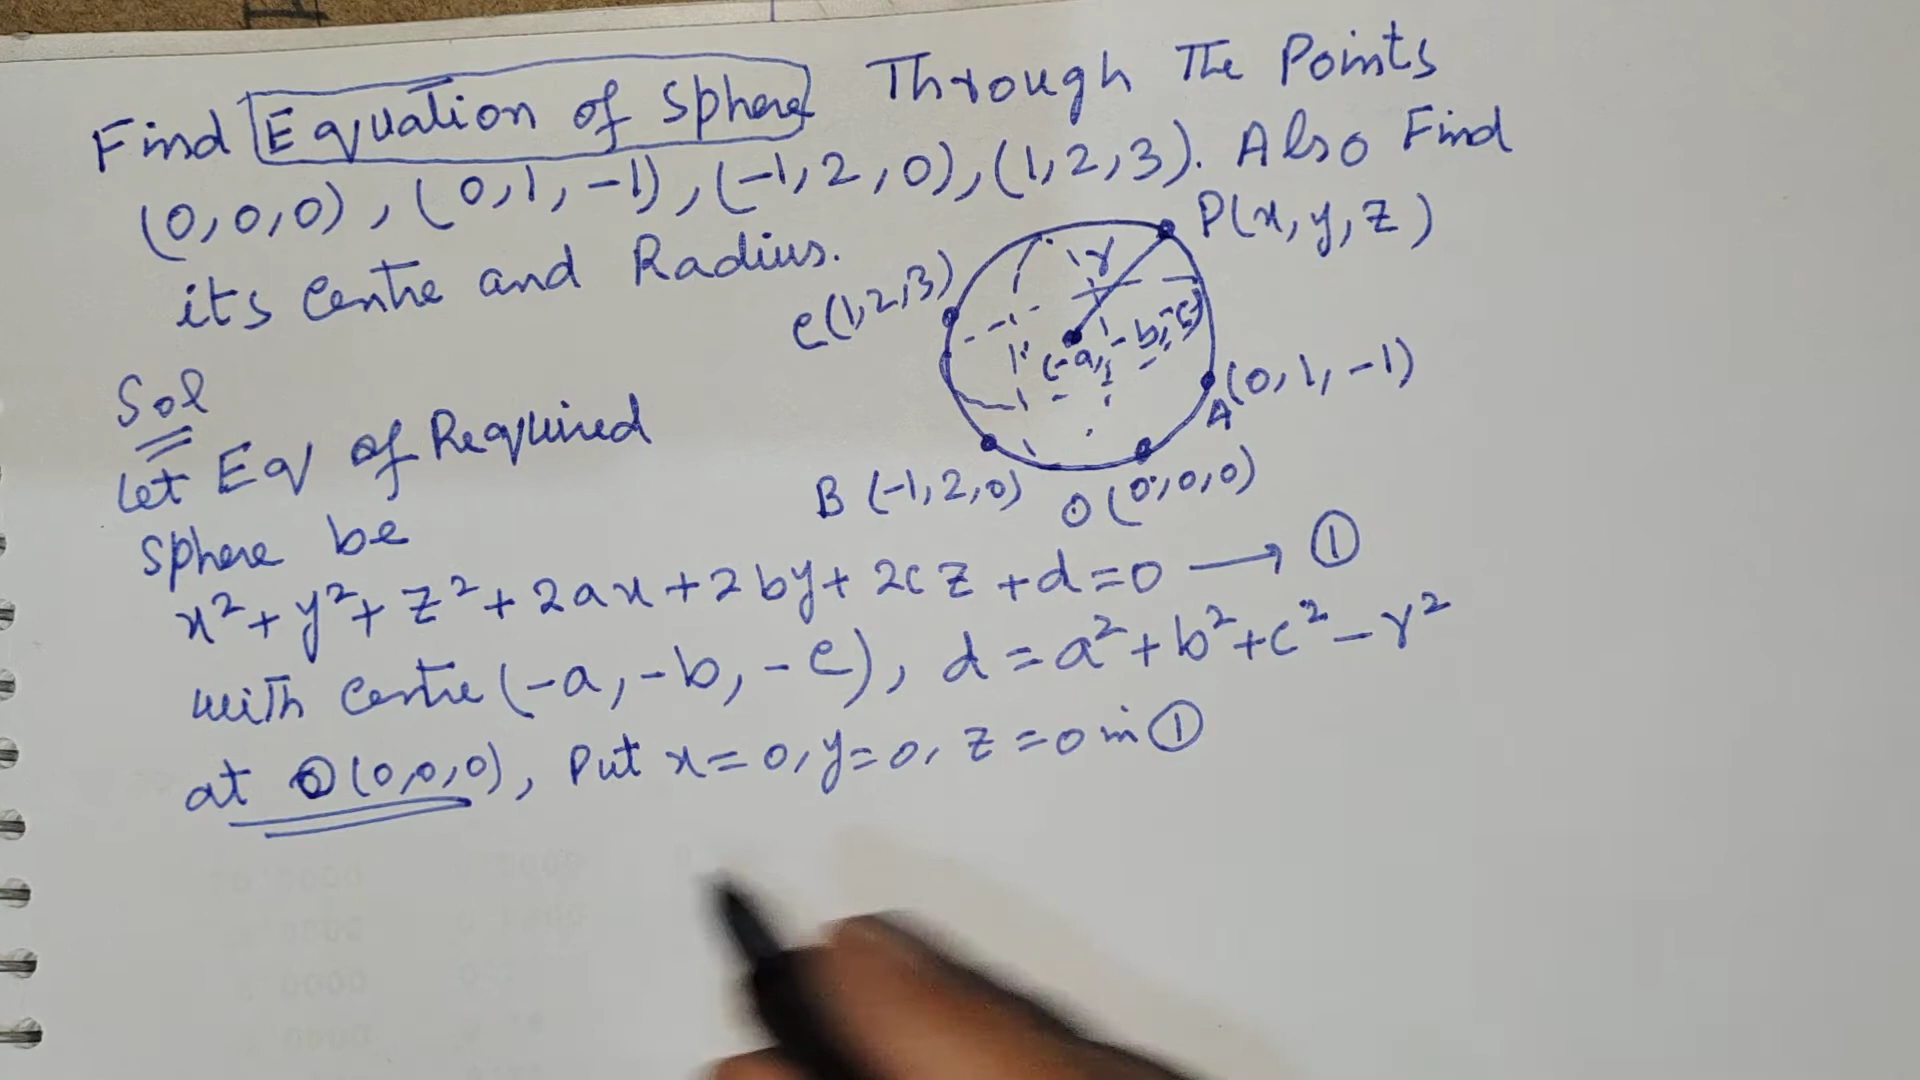 Find Equation of Sphere Through The Points
(0,0,0), (0,1,-1), (-1,2,0), (1,2,3). Also Find
its Centre and Radius.
P(x,y,z)
r
C(1,2,3)
(-a,-b,-c)
A(0,1,-1)
B(-1,2,0)
O(0,0,0)
Sol
Let Eq of Required
Sphere be
x²+y²+z²+2ax+2by+2cz+d=0 → ①
with Centre (-a,-b,-c), d=a²+b²+c²-r²
at O(0,0,0), Put x=0,y=0,z=0 in ①